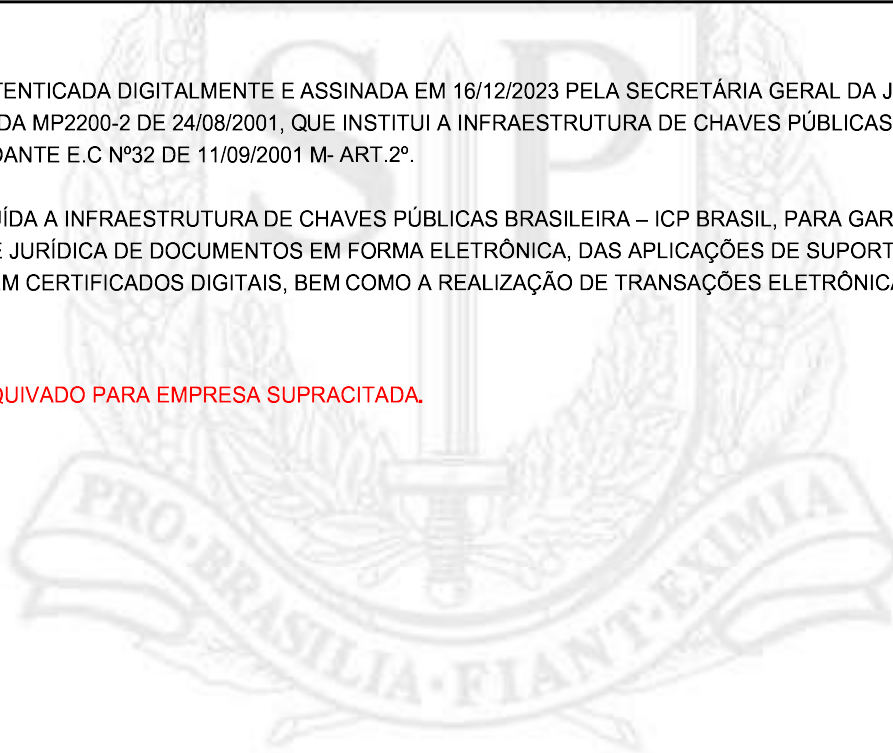 TENTICADA DIGITALMENTE E ASSINADA EM 16/12/2023 PELA SECRETÁRIA GERAL DA J
DA MP2200-2 DE 24/08/2001, QUE INSTITUI A INFRAESTRUTURA DE CHAVES PÚBLICAS
DANTE E.C Nº32 DE 11/09/2001 M- ART.2º.
UÍDA A INFRAESTRUTURA DE CHAVES PÚBLICAS BRASILEIRA – ICP BRASIL, PARA GAR
E JURÍDICA DE DOCUMENTOS EM FORMA ELETRÔNICA, DAS APLICAÇÕES DE SUPORT
EM CERTIFICADOS DIGITAIS, BEM COMO A REALIZAÇÃO DE TRANSAÇÕES ELETRÔNICA
QUIVADO PARA EMPRESA SUPRACITADA.
SP
PRO·BRASILIA·FIANT·EXIMIA